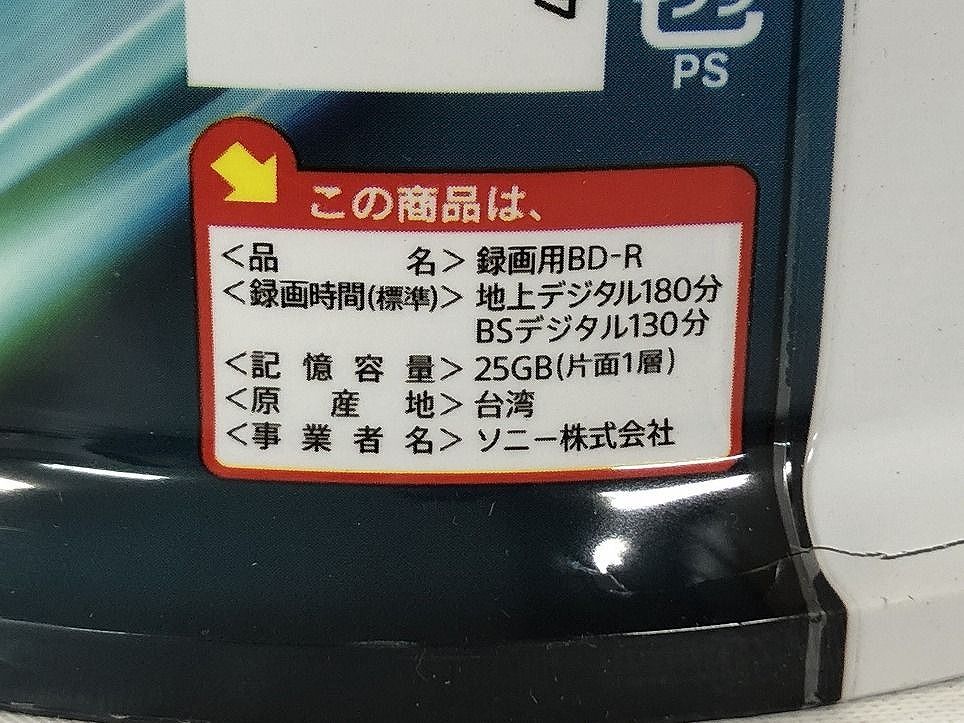 PS
この商品は、
<品名> 録画用BD-R
<録画時間(標準)> 地上デジタル180分
BSデジタル130分
<記憶容量> 25GB(片面1層)
<原産地> 台湾
<事業者名> ソニー株式会社